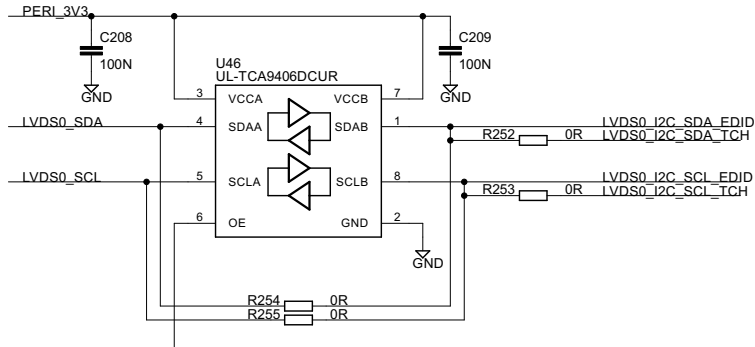 PERI_3V3
C208
100N
GND
C209
100N
GND
U46
UL-TCA9406DCUR
3 VCCA VCCB 7
LVDS0_SDA 4 SDAA SDAB 1 LVDS0_I2C_SDA_EDID
R252 0R LVDS0_I2C_SDA_TCH
LVDS0_SCL 5 SCLA SCLB 8 LVDS0_I2C_SCL_EDID
R253 0R LVDS0_I2C_SCL_TCH
6 OE GND 2
GND
R254 0R
R255 0R